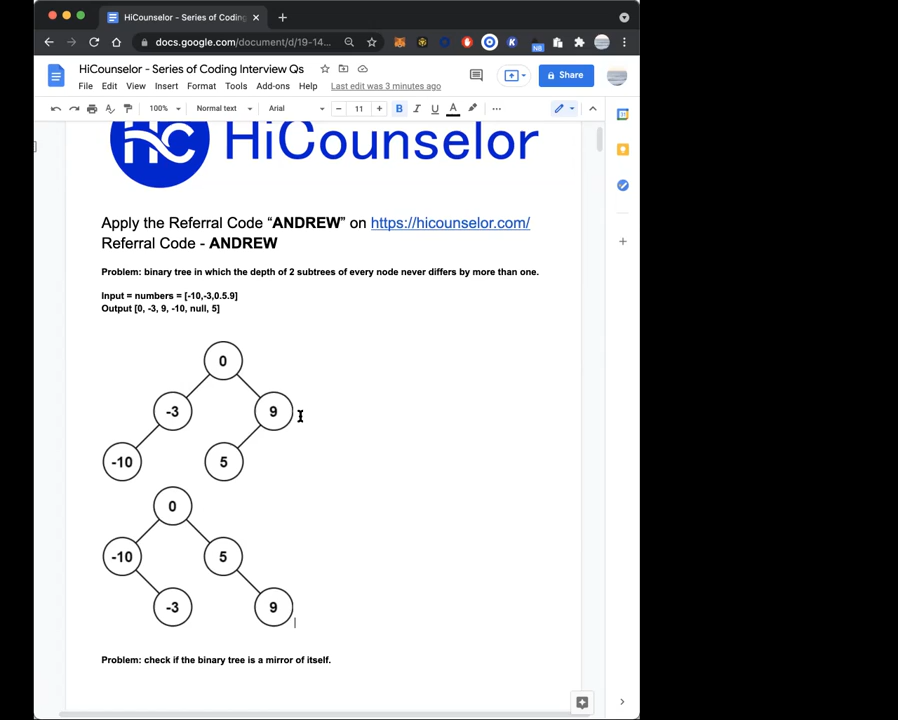 HiCounselor - Series of Coding
docs.google.com/document/d/19-14...
N8
HiCounselor - Series of Coding Interview Qs
Share
File Edit View Insert Format Tools Add-ons Help Last edit was 3 minutes ago
100% Normal text Arial 11 B I U A
HC HiCounselor
Apply the Referral Code “ANDREW” on https://hicounselor.com/
Referral Code - ANDREW
Problem: binary tree in which the depth of 2 subtrees of every node never differs by more than one.
Input = numbers = [-10,-3,0.5.9]
Output [0, -3, 9, -10, null, 5]
0
-3 9
-10 5
0
-10 5
-3 9
Problem: check if the binary tree is a mirror of itself.